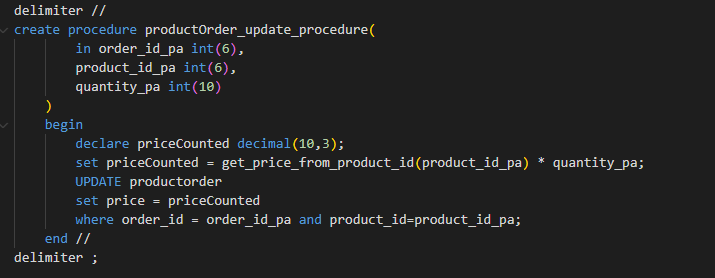 delimiter //
create procedure productOrder_update_procedure(
in order_id_pa int(6),
product_id_pa int(6),
quantity_pa int(10)
)
begin
declare priceCounted decimal(10,3);
set priceCounted = get_price_from_product_id(product_id_pa) * quantity_pa;
UPDATE productorder
set price = priceCounted
where order_id = order_id_pa and product_id=product_id_pa;
end //
delimiter ;